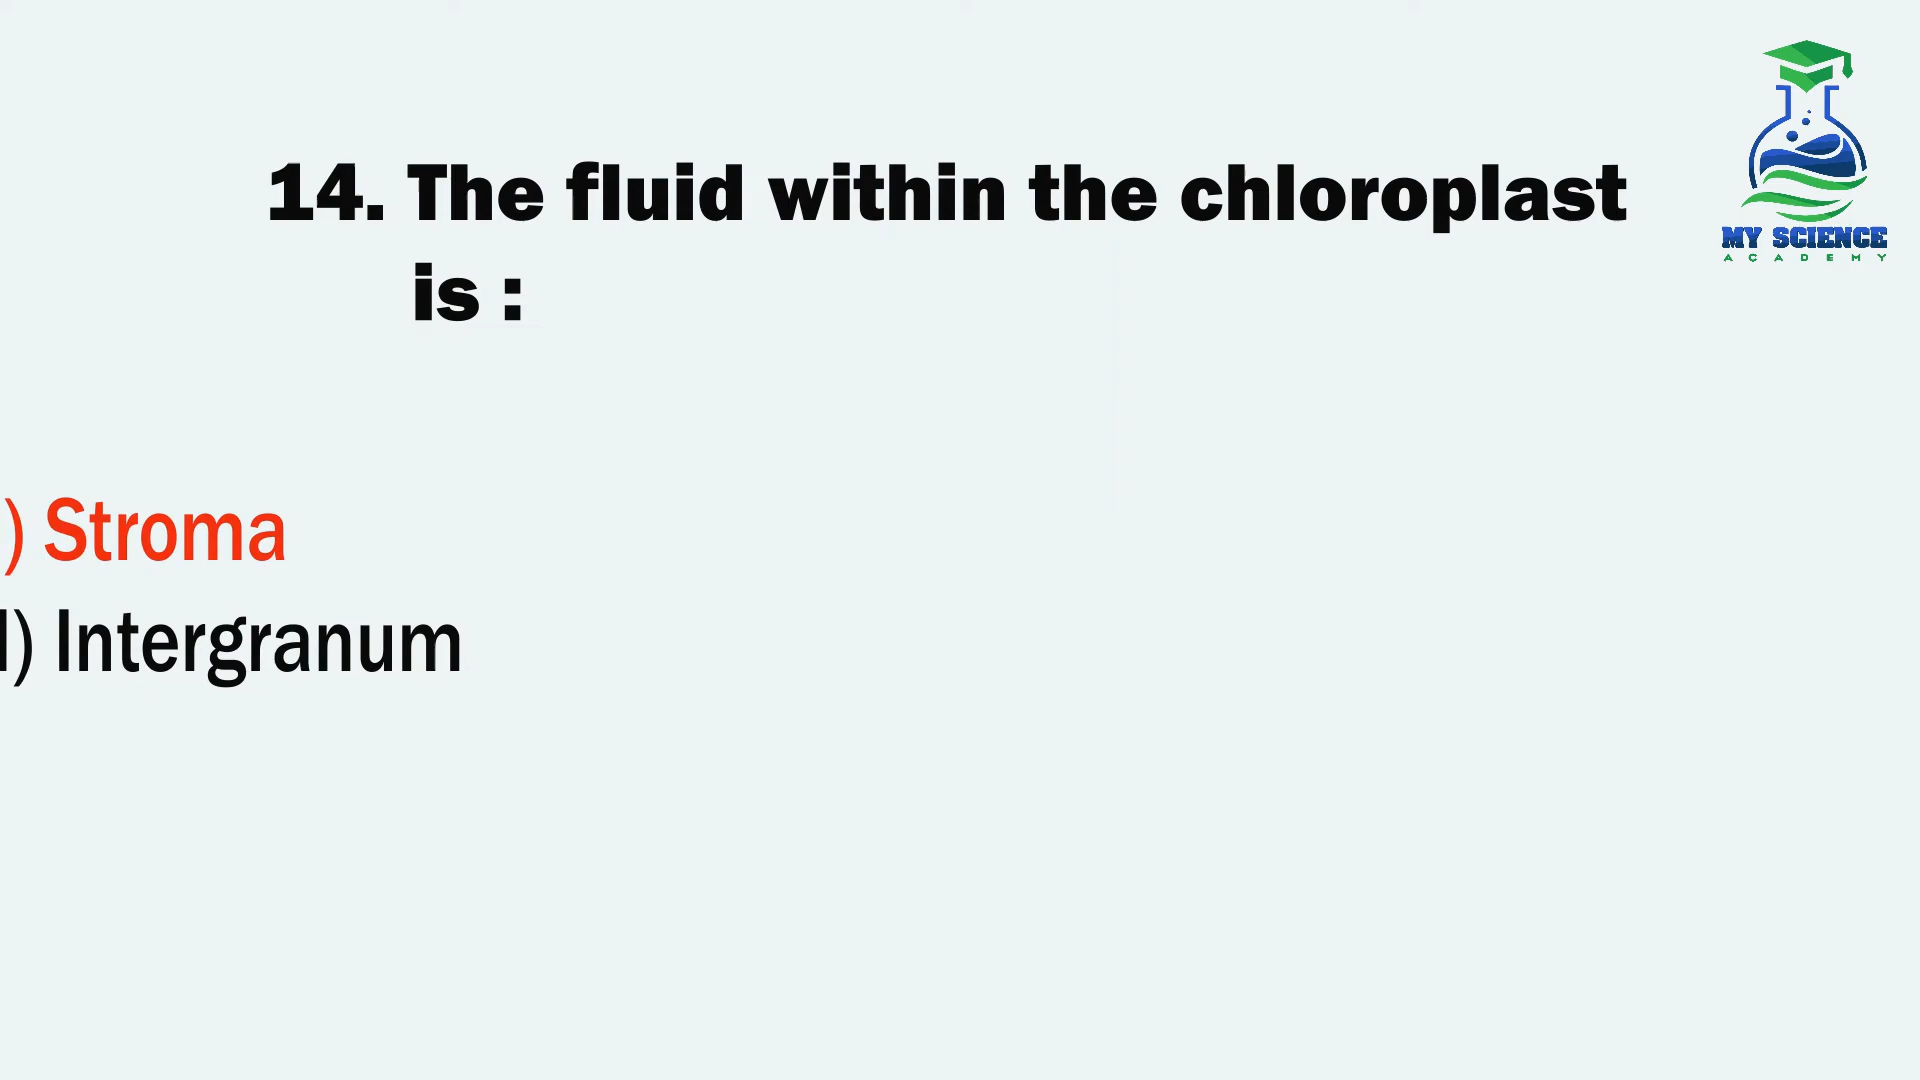 14. The fluid within the chloroplast
is :
MY SCIENCE
ACADEMY
) Stroma
) Intergranum